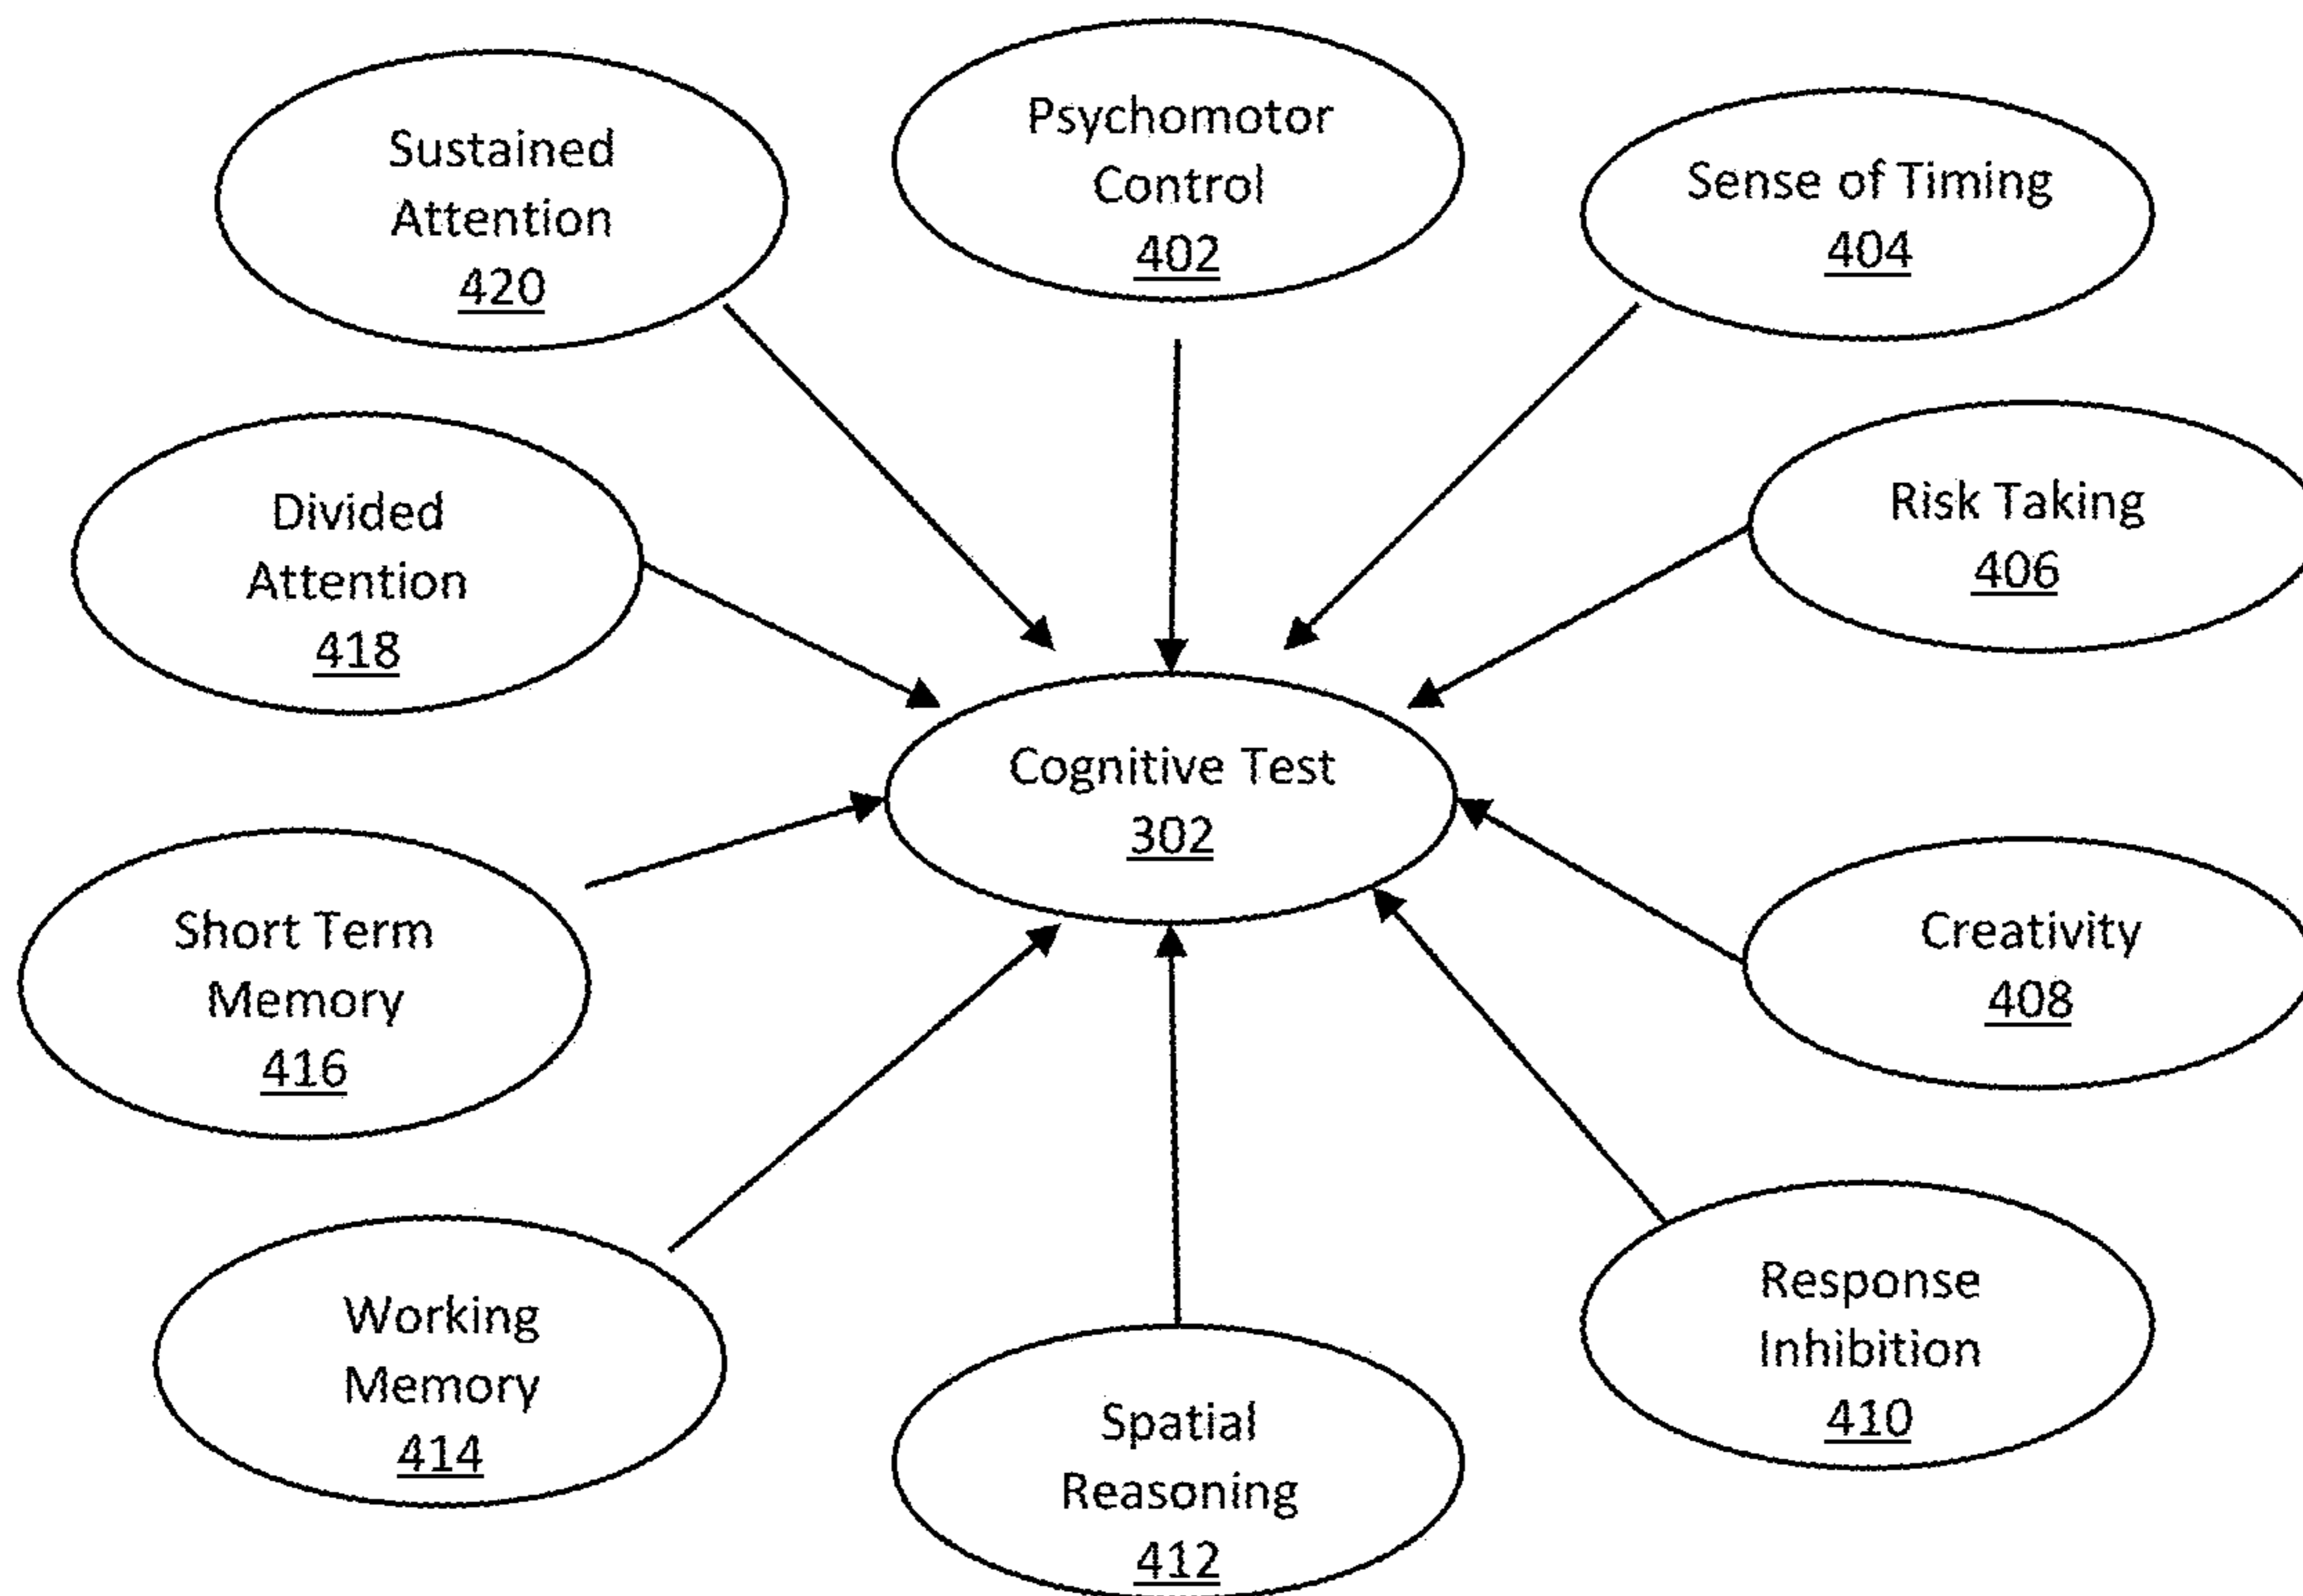 Sustained
Attention
420
Psychomotor
Control
402
Sense of Timing
404
Divided
Attention
418
Risk Taking
406
Cognitive Test
302
Short Term
Memory
416
Creativity
408
Working
Memory
414
Spatial
Reasoning
412
Response
Inhibition
410